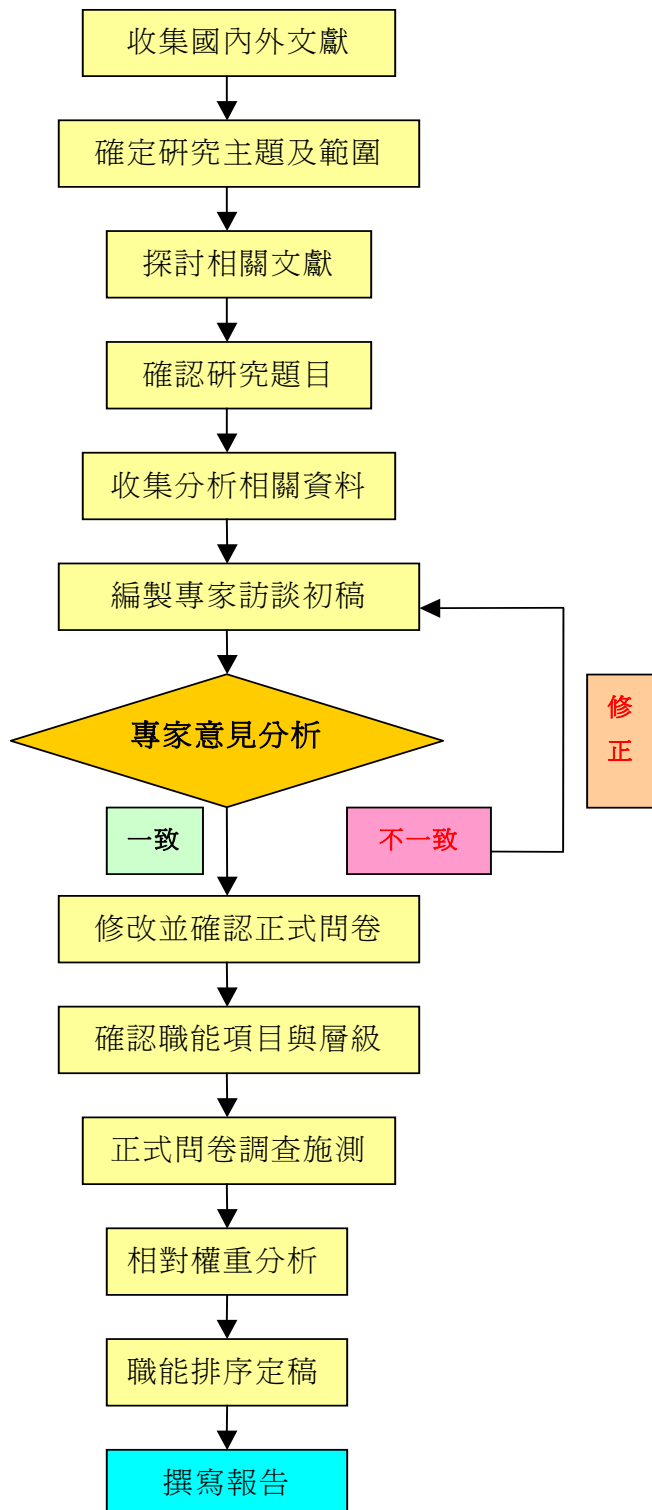 收集國內外文獻
確定研究主題及範圍
探討相關文獻
確認研究題目
收集分析相關資料
編製專家訪談初稿
專家意見分析
修
正
一致
不一致
修改並確認正式問卷
確認職能項目與層級
正式問卷調查施測
相對權重分析
職能排序定稿
撰寫報告